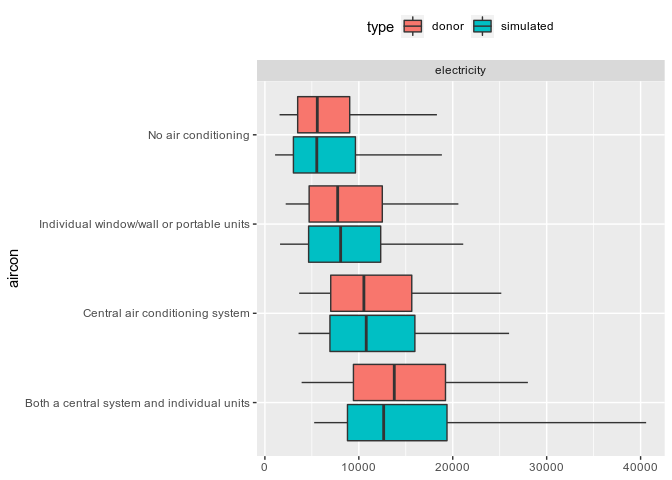 type donor simulated
electricity
aircon
No air conditioning
Individual window/wall or portable units
Central air conditioning system
Both a central system and individual units
0 10000 20000 30000 40000